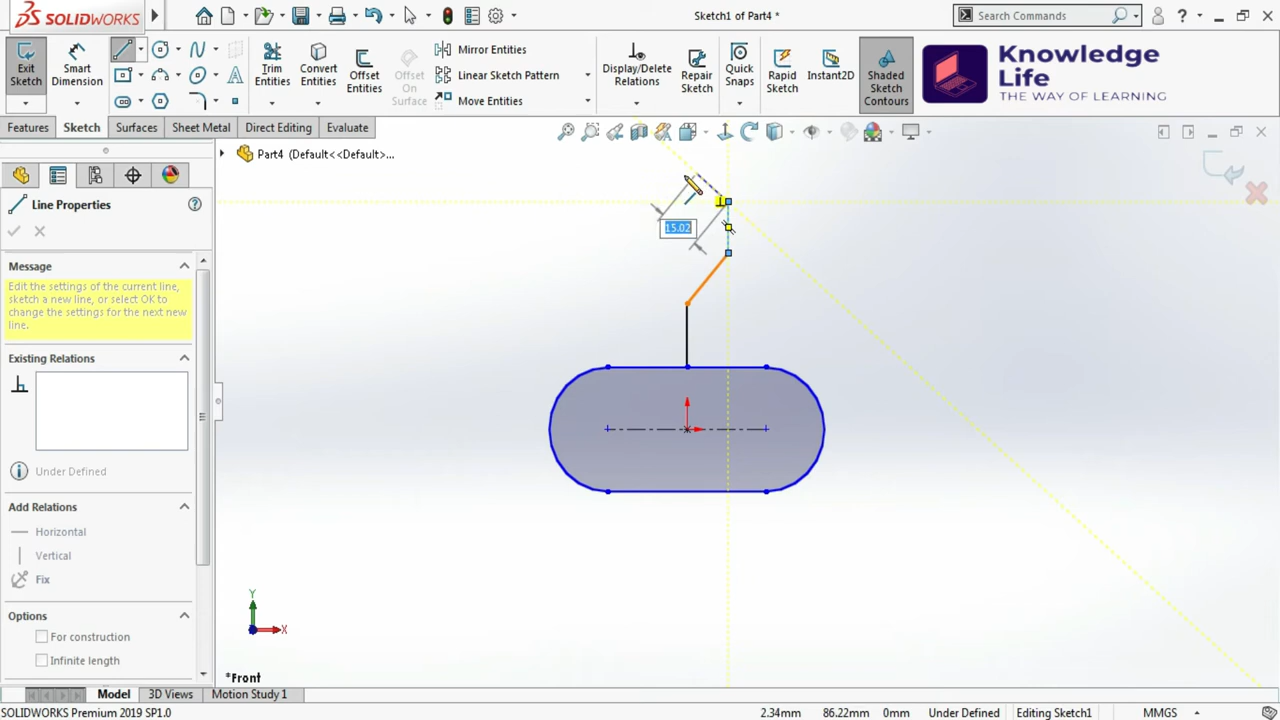 SOLIDWORKS
Sketch1 of Part4 *
Search Commands
?
Exit Sketch
Smart Dimension
Trim Entities
Convert Entities
Offset Entities
Offset On Surface
Mirror Entities
Linear Sketch Pattern
Move Entities
Display/Delete Relations
Repair Sketch
Quick Snaps
Rapid Sketch
Instant2D
Shaded Sketch Contours
Knowledge
Life
THE WAY OF LEARNING
Features
Sketch
Surfaces
Sheet Metal
Direct Editing
Evaluate
Part4 (Default<<Default>...
Line Properties
?
Message
Edit the settings of the current line,
sketch a new line, or select OK to
change the settings for the next new
line.
Existing Relations
Under Defined
Add Relations
Horizontal
Vertical
Fix
Options
For construction
Infinite length
15.02
Y
X
*Front
Model
3D Views
Motion Study 1
SOLIDWORKS Premium 2019 SP1.0
2.34mm
86.22mm
0mm
Under Defined
Editing Sketch1
MMGS